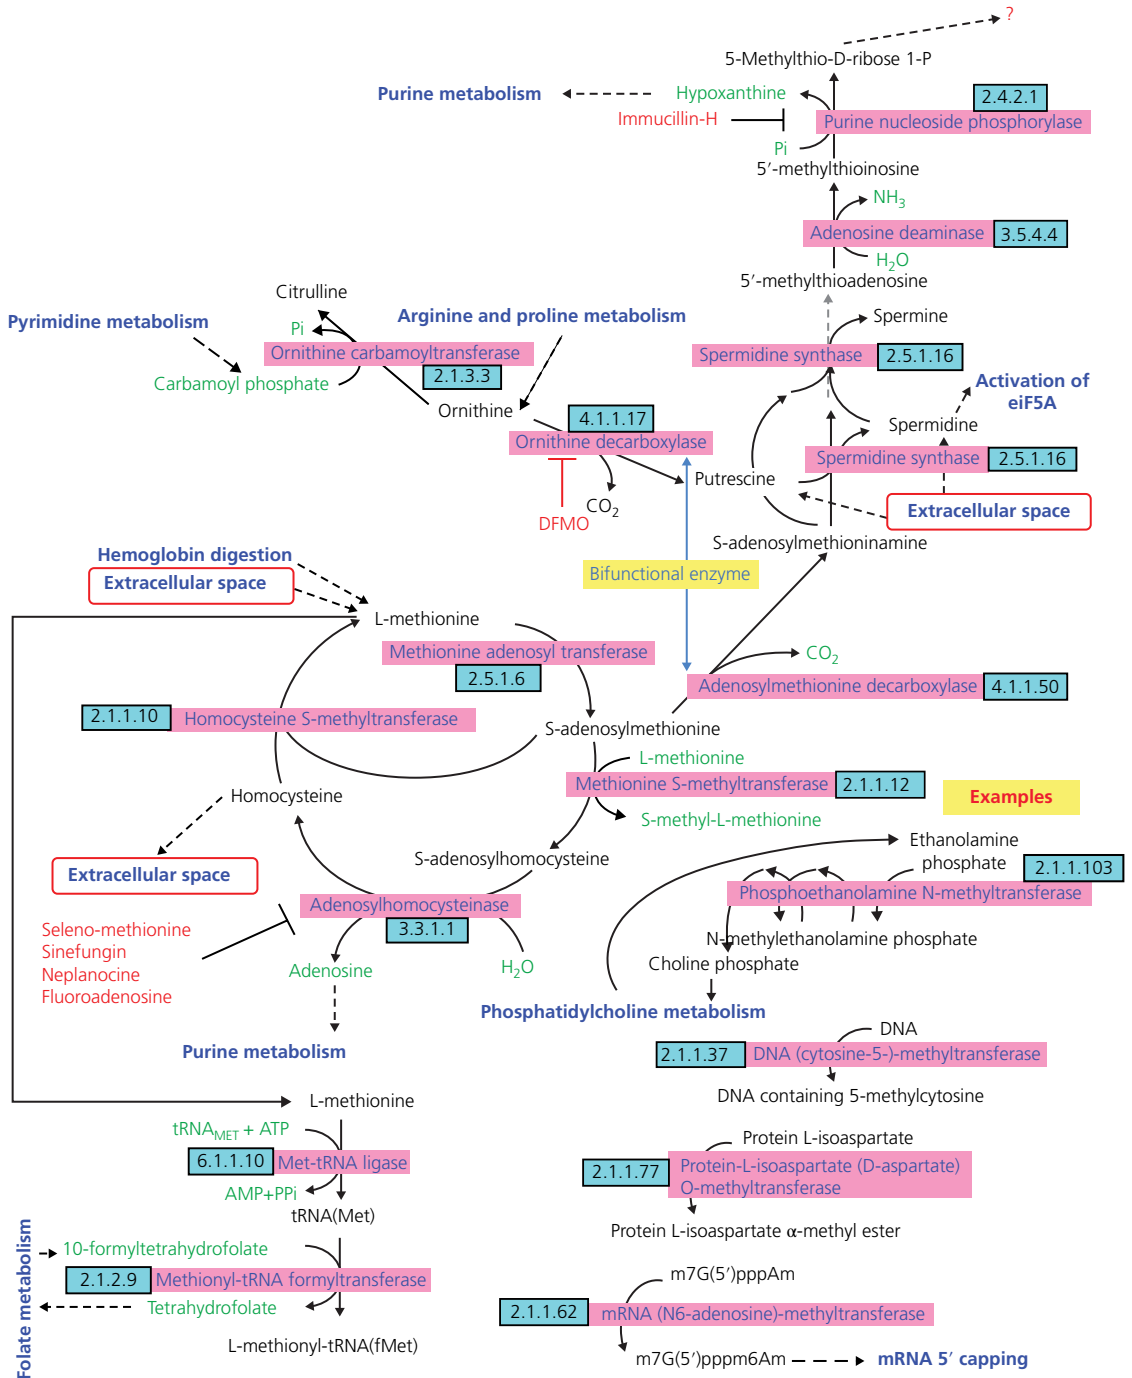 ?
5-Methylthio-D-ribose 1-P
Purine metabolism
Hypoxanthine
2.4.2.1
Immucillin-H
Purine nucleoside phosphorylase
Pi
5′-methylthioinosine
NH3
Adenosine deaminase
3.5.4.4
H2O
5′-methylthioadenosine
Citrulline
Pyrimidine metabolism
Pi
Arginine and proline metabolism
Spermine
Ornithine carbamoyltransferase
2.1.3.3
Spermidine synthase
2.5.1.16
Carbamoyl phosphate
Activation of
eiF5A
Ornithine
4.1.1.17
Spermidine
Ornithine decarboxylase
Spermidine synthase
2.5.1.16
Putrescine
CO2
DFMO
Extracellular space
S-adenosylmethioninamine
Hemoglobin digestion
Extracellular space
Bifunctional enzyme
L-methionine
Methionine adenosyl transferase
2.5.1.6
CO2
Adenosylmethionine decarboxylase
4.1.1.50
2.1.1.10
Homocysteine S-methyltransferase
S-adenosylmethionine
L-methionine
Methionine S-methyltransferase
2.1.1.12
Homocysteine
Examples
S-methyl-L-methionine
Ethanolamine
phosphate
S-adenosylhomocysteine
2.1.1.103
Extracellular space
Phosphoethanolamine N-methyltransferase
Adenosylhomocysteinase
3.3.1.1
Seleno-methionine
Sinefungin
Neplanocine
Fluoroadenosine
N-methylethanolamine phosphate
Adenosine
H2O
Choline phosphate
Phosphatidylcholine metabolism
Purine metabolism
DNA
2.1.1.37
DNA (cytosine-5-)-methyltransferase
DNA containing 5-methylcytosine
L-methionine
tRNAMET + ATP
6.1.1.10
Met-tRNA ligase
AMP+PPi
tRNA(Met)
Protein L-isoaspartate
2.1.1.77
Protein-L-isoaspartate (D-aspartate)
O-methyltransferase
Protein L-isoaspartate α-methyl ester
Folate metabolism
10-formyltetrahydrofolate
2.1.2.9
Methionyl-tRNA formyltransferase
Tetrahydrofolate
L-methionyl-tRNA(fMet)
m7G(5′)pppAm
2.1.1.62
mRNA (N6-adenosine)-methyltransferase
m7G(5′)pppm6Am
mRNA 5′ capping